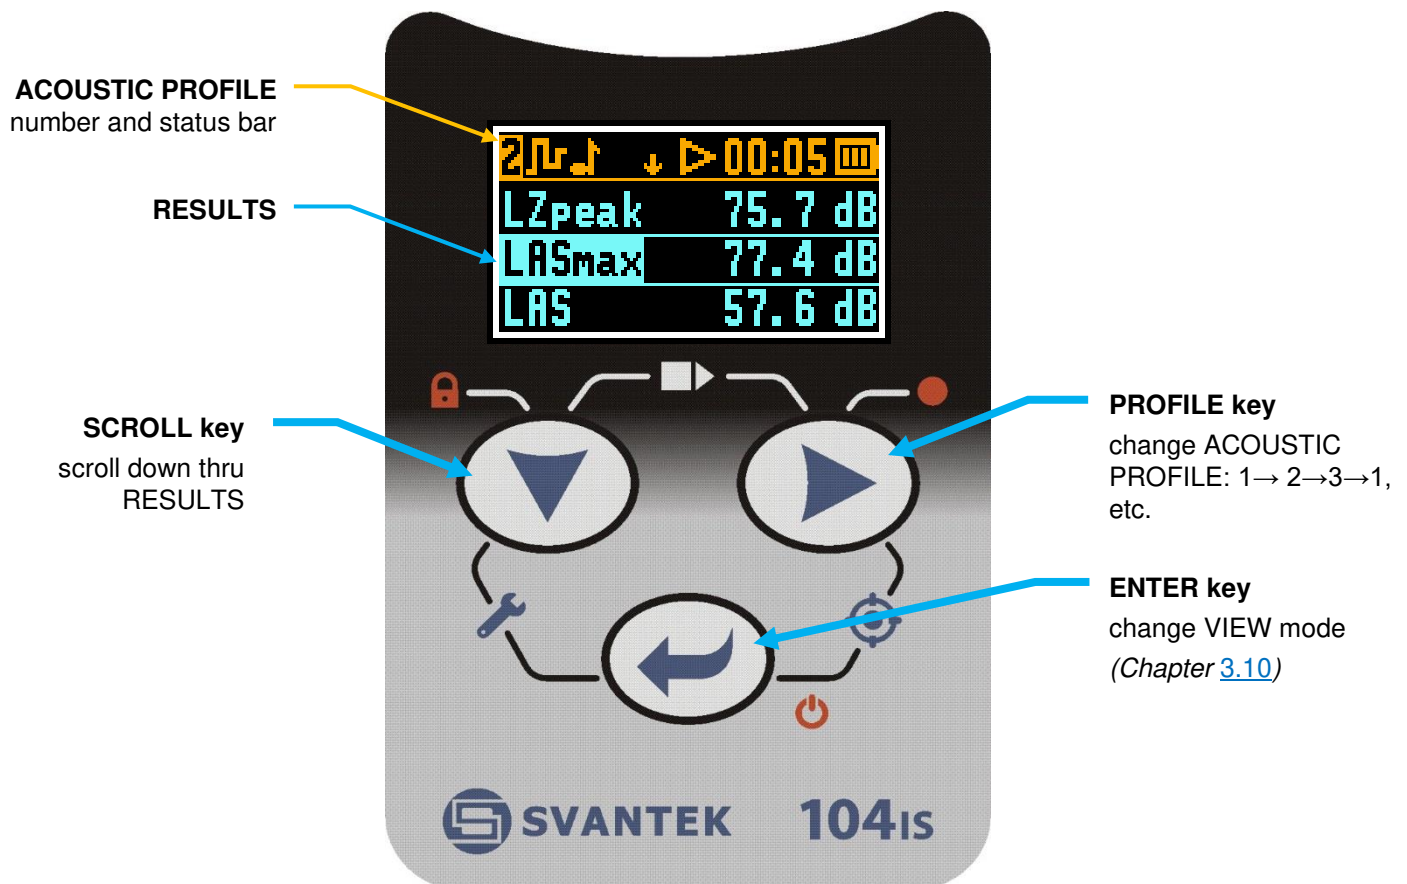 ACOUSTIC PROFILE
number and status bar
2 00:05
RESULTS
LZpeak 75.7 dB
LASmax 77.4 dB
LAS 57.6 dB
SCROLL key
scroll down thru
RESULTS
PROFILE key
change ACOUSTIC
PROFILE: 1→ 2→3→1,
etc.
ENTER key
change VIEW mode
(Chapter 3.10)
SVANTEK 104IS